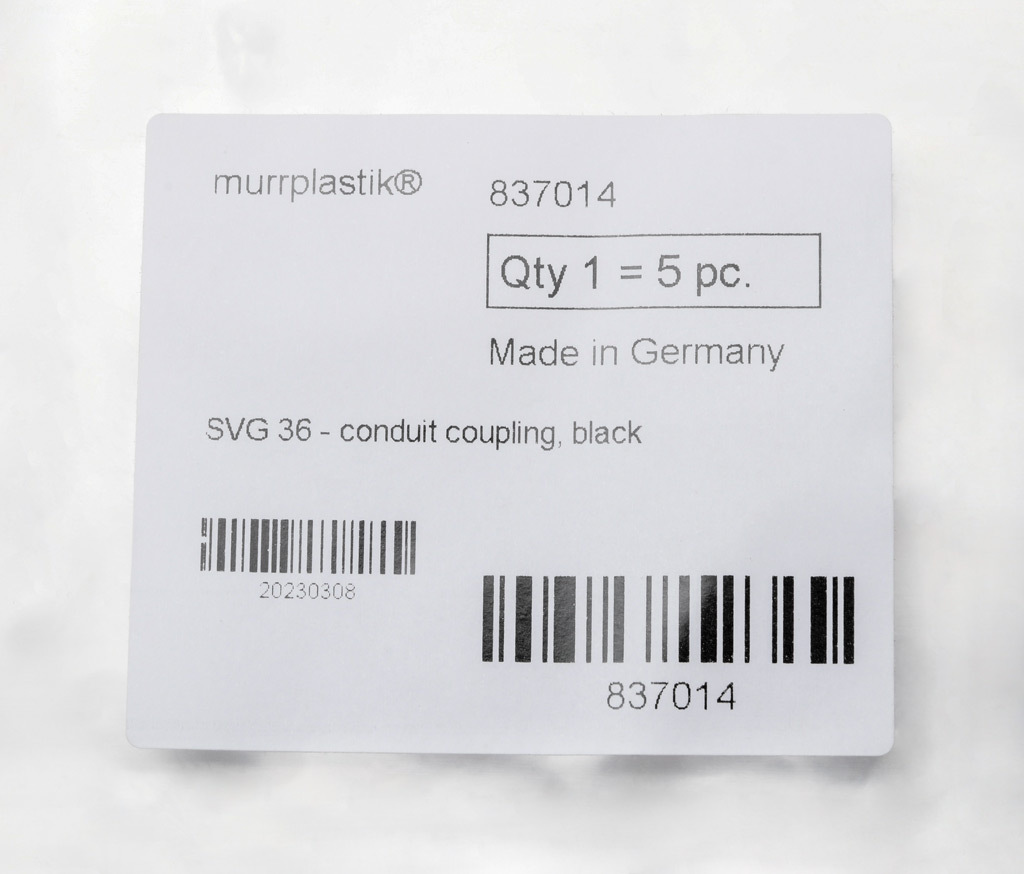 murrplastik®
837014
Qty 1 = 5 pc.
Made in Germany
SVG 36 - conduit coupling, black
20230308
837014